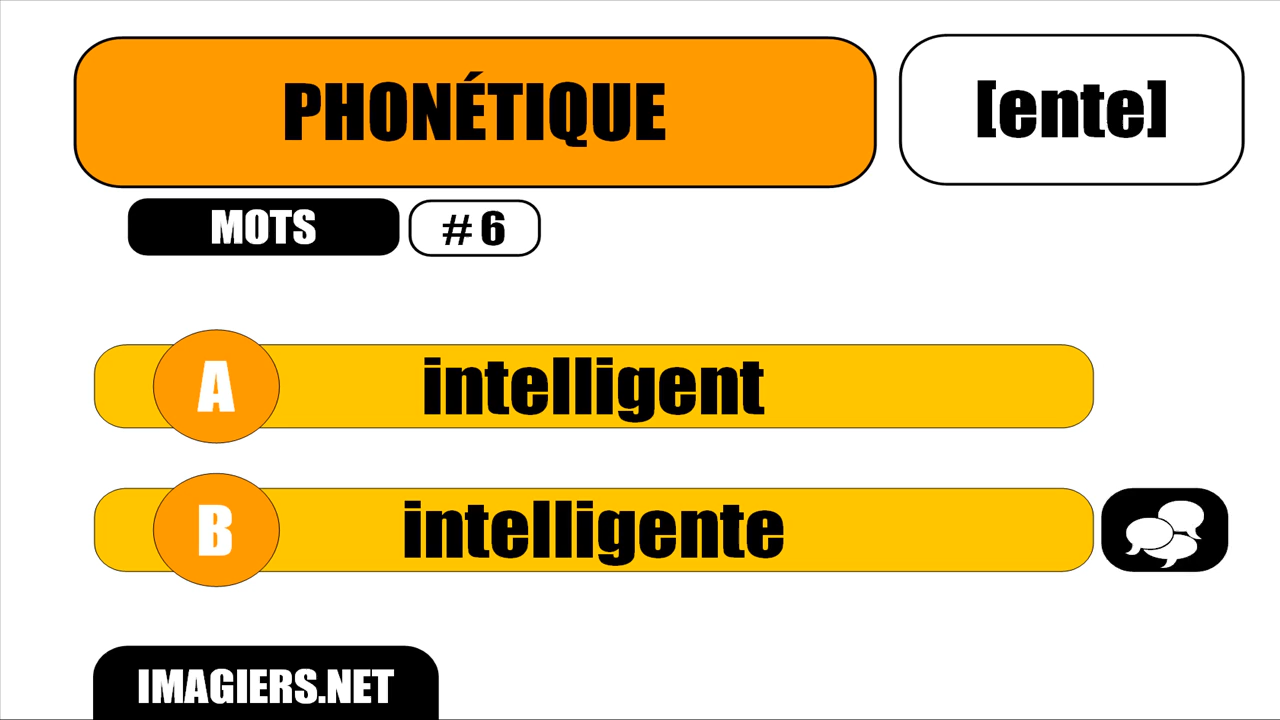 PHONÉTIQUE
[ente]
MOTS
# 6
A
intelligent
B
intelligente
IMAGIERS.NET